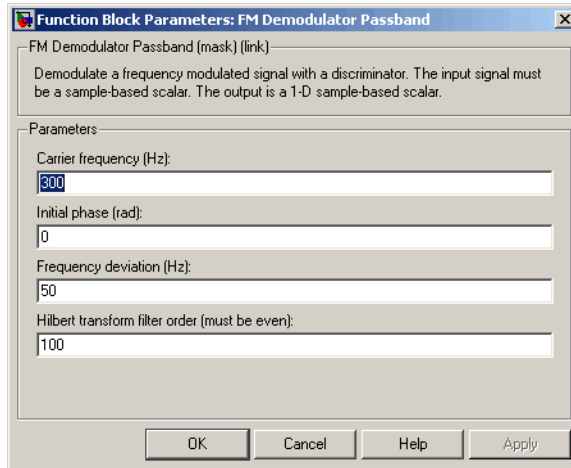 Function Block Parameters: FM Demodulator Passband
FM Demodulator Passband (mask) (link)
Demodulate a frequency modulated signal with a discriminator. The input signal must
be a sample-based scalar. The output is a 1-D sample-based scalar.
Parameters
Carrier frequency (Hz):
300
Initial phase (rad):
0
Frequency deviation (Hz):
50
Hilbert transform filter order (must be even):
100
OK Cancel Help Apply